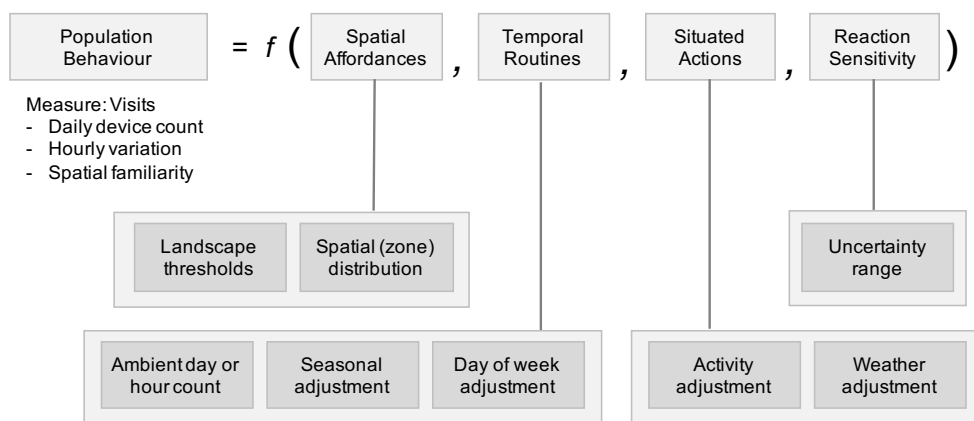 Population
Behaviour
= f (
Spatial
Affordances
,
Temporal
Routines
,
Situated
Actions
,
Reaction
Sensitivity
)
Measure: Visits
- Daily device count
- Hourly variation
- Spatial familiarity
Landscape
thresholds
Spatial (zone)
distribution
Uncertainty
range
Ambient day or
hour count
Seasonal
adjustment
Day of week
adjustment
Activity
adjustment
Weather
adjustment